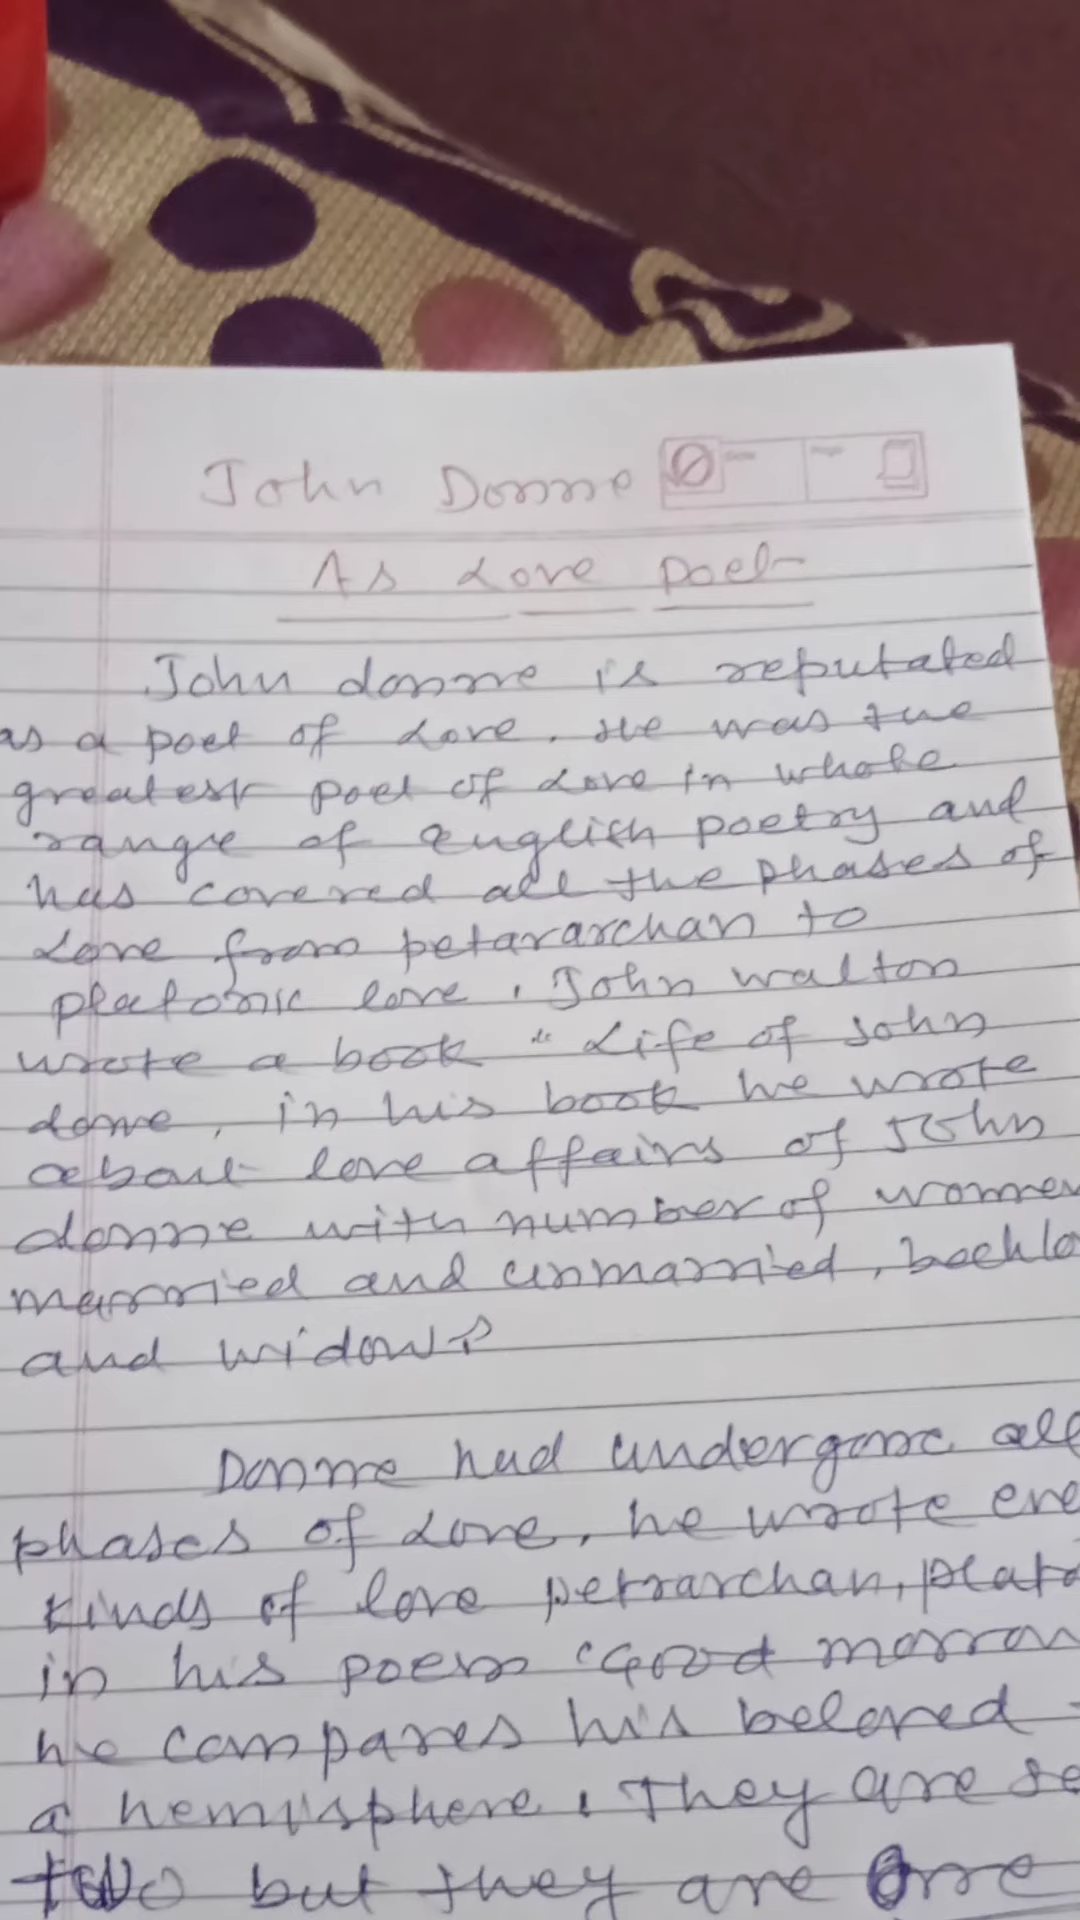 John Donne
As Love Poet
John donne is reputated
as a poet of Love. He was the
greatest poet of Love in whole
range of English poetry and
has covered all the phases of
Love from petararchan to
platonic love, John walton
wrote a book " Life of John
donne, in his book he wrote
about love affairs of John
donne with number of women
married and unmarried,
and widows
Donne had undergone all
phases of Love, he wrote
kinds of love petrarchan,
in his poem 'Good morrow
he compares his beloved
a hemisphere, They are
two but they are one